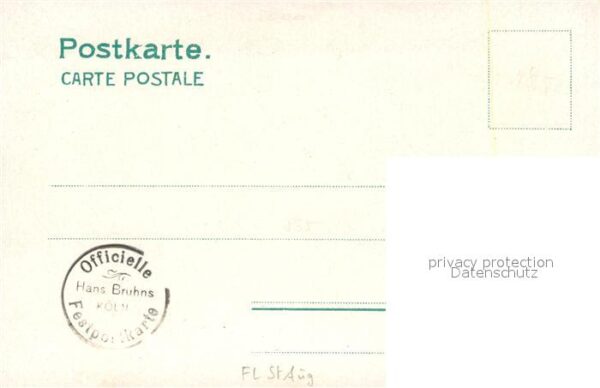 Postkarte.
CARTE POSTALE
privacy protection
Datenschutz
Officielle
Hans Bruhns
KÖLN
Festpostkarte
FL St Aug